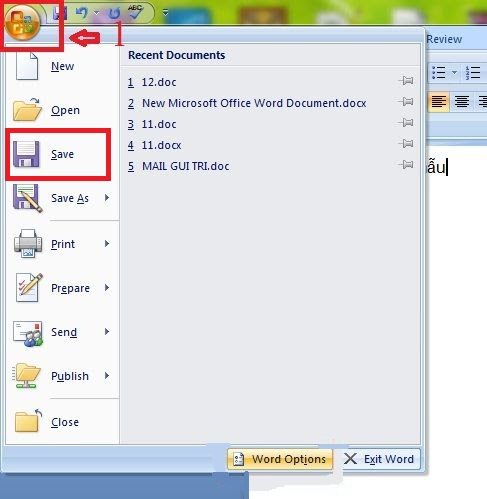 1
Review
Recent Documents
New
Open
Save
Save As
Print
Prepare
Send
Publish
Close
1 12.doc
2 New Microsoft Office Word Document.docx
3 11.doc
4 11.docx
5 MAIL GUI TRI.doc
ẫu
Word Options
Exit Word